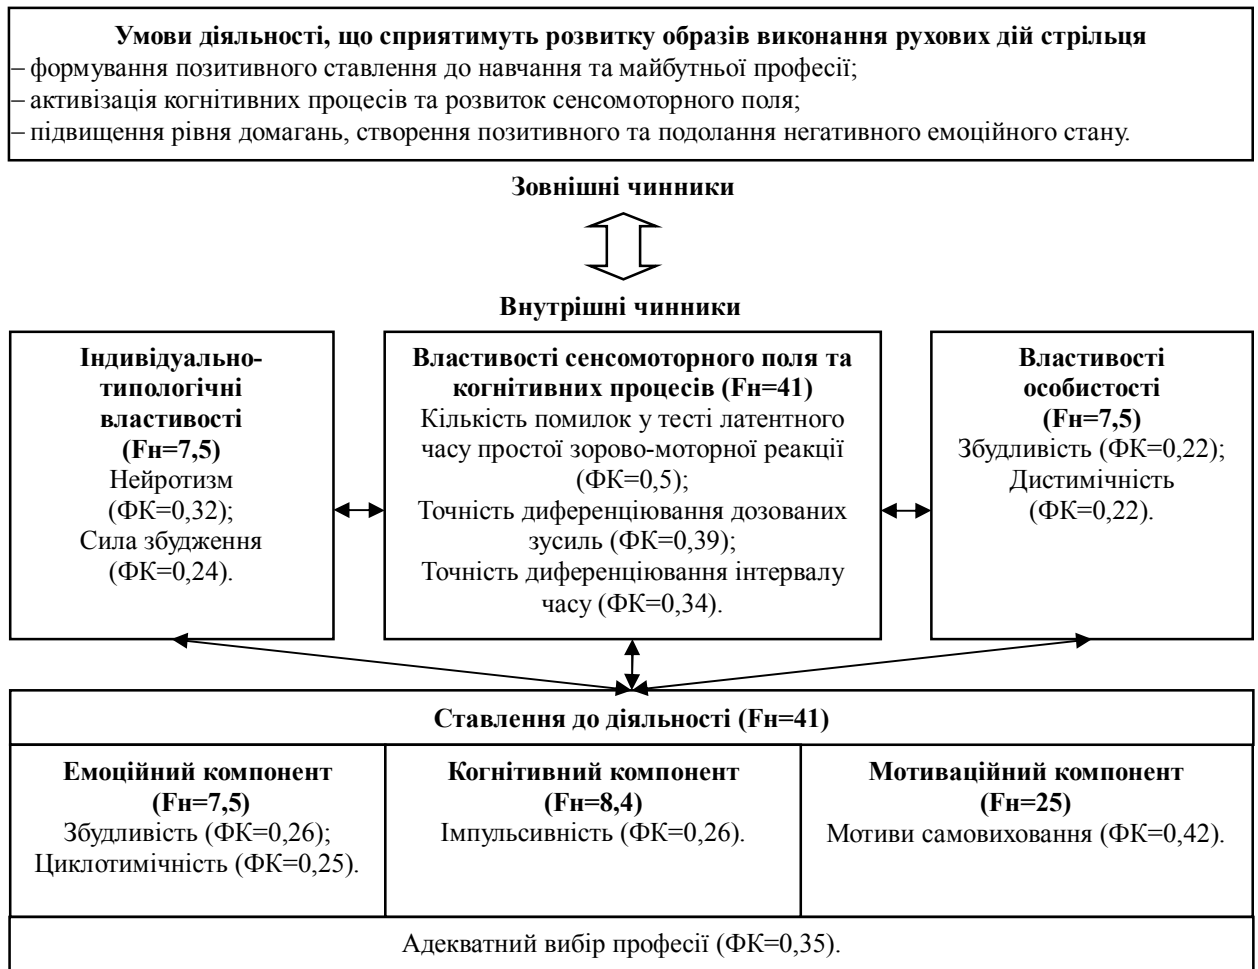 Умови діяльності, що сприятимуть розвитку образів виконання рухових дій стрільця
– формування позитивного ставлення до навчання та майбутньої професії;
– активізація когнітивних процесів та розвиток сенсомоторного поля;
– підвищення рівня домагань, створення позитивного та подолання негативного емоційного стану.
Зовнішні чинники
Внутрішні чинники
Індивідуально-
типологічні
властивості
(Fн=7,5)
Нейротизм
(ФК=0,32);
Сила збудження
(ФК=0,24).
Властивості сенсомоторного поля та
когнітивних процесів (Fн=41)
Кількість помилок у тесті латентного
часу простої зорово-моторної реакції
(ФК=0,5);
Точність диференціювання дозованих
зусиль (ФК=0,39);
Точність диференціювання інтервалу
часу (ФК=0,34).
Властивості
особистості
(Fн=7,5)
Збудливість (ФК=0,22);
Дистимічність
(ФК=0,22).
Ставлення до діяльності (Fн=41)
Емоційний компонент
(Fн=7,5)
Збудливість (ФК=0,26);
Циклотимічність (ФК=0,25).
Когнітивний компонент
(Fн=8,4)
Імпульсивність (ФК=0,26).
Мотиваційний компонент
(Fн=25)
Мотиви самовиховання (ФК=0,42).
Адекватний вибір професії (ФК=0,35).